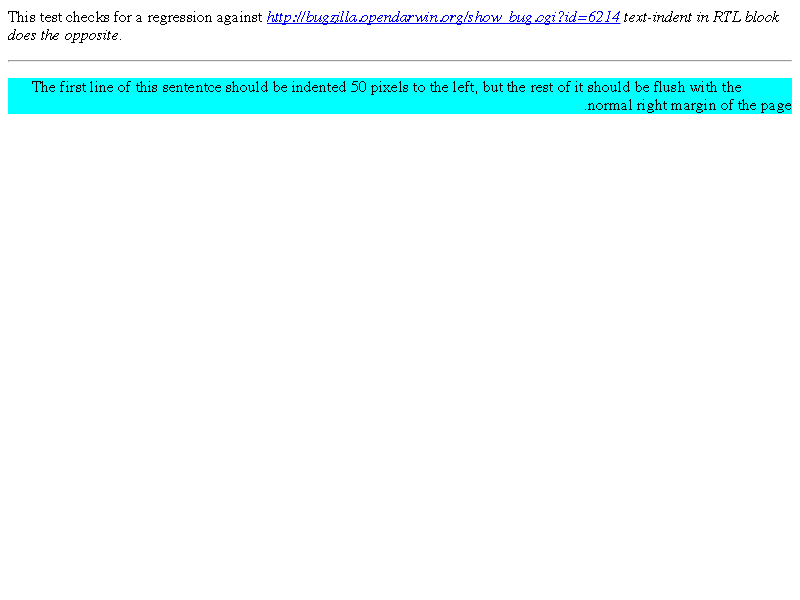 This test checks for a regression against http://bugzilla.opendarwin.org/show_bug.cgi?id=6214 text-indent in RTL block
does the opposite.
The first line of this sententce should be indented 50 pixels to the left, but the rest of it should be flush with the
.normal right margin of the page